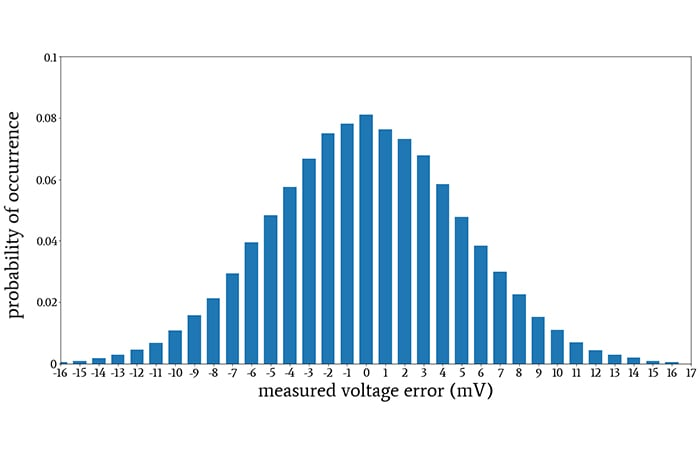 probability of occurrence
0.1
0.08
0.06
0.04
0.02
0
-16 -15 -14 -13 -12 -11 -10 -9 -8 -7 -6 -5 -4 -3 -2 -1 0 1 2 3 4 5 6 7 8 9 10 11 12 13 14 15 16 17
measured voltage error (mV)